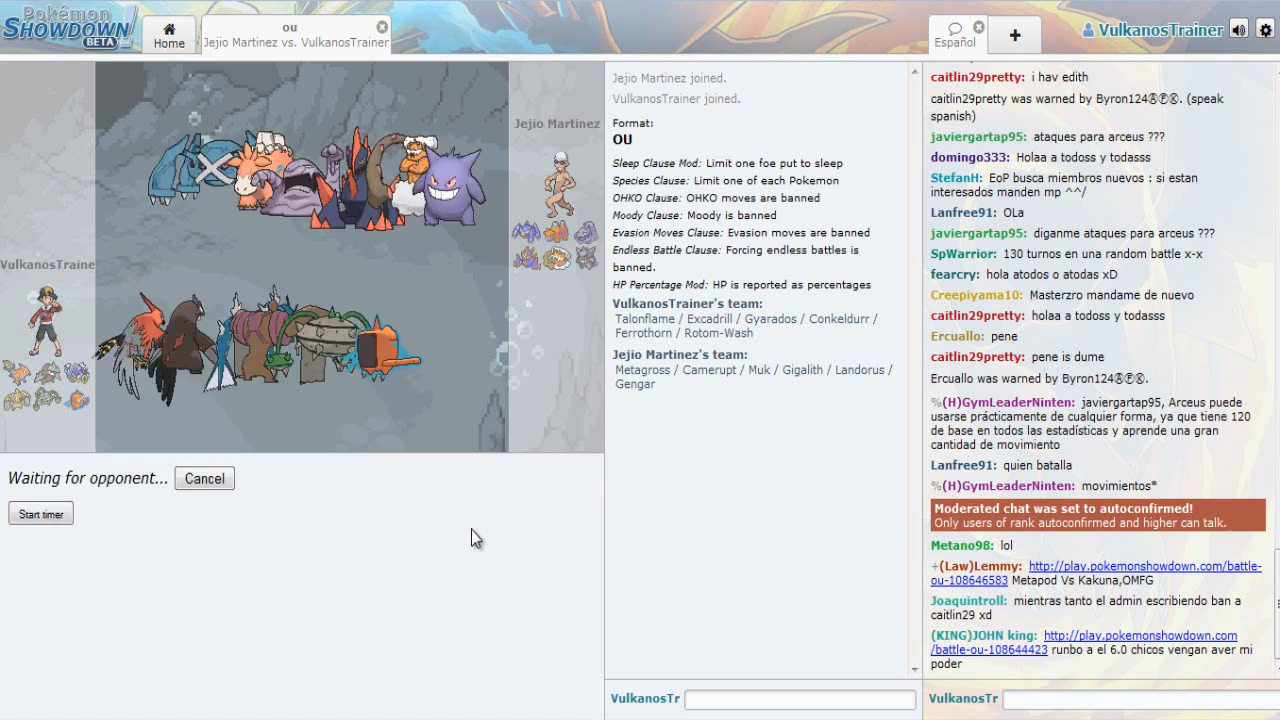 Pokémon
SHOWDOWN!
BETA
Home
ou
Jejio Martinez vs. VulkanosTrainer
Español
+
VulkanosTrainer
Jejio Martinez
VulkanosTraine
Waiting for opponent... Cancel
Start timer
Jejio Martinez joined.
VulkanosTrainer joined.
Format:
OU
Sleep Clause Mod: Limit one foe put to sleep
Species Clause: Limit one of each Pokemon
OHKO Clause: OHKO moves are banned
Moody Clause: Moody is banned
Evasion Moves Clause: Evasion moves are banned
Endless Battle Clause: Forcing endless battles is
banned.
HP Percentage Mod: HP is reported as percentages
VulkanosTrainer's team:
Talonflame / Excadrill / Gyarados / Conkeldurr /
Ferrothorn / Rotom-Wash
Jejio Martinez's team:
Metagross / Camerupt / Muk / Gigalith / Landorus /
Gengar
VulkanosTr
caitlin29pretty: i hav edith
caitlin29pretty was warned by Byron124ⒶⒻⓀ. (speak
spanish)
javiergartap95: ataques para arceus ???
domingo333: Holaa a todoss y todasss
StefanH: EoP busca miembros nuevos : si estan
interesados manden mp ^^/
Lanfree91: OLa
javiergartap95: diganme ataques para arceus ???
SpWarrior: 130 turnos en una random battle x-x
fearcry: hola atodos o atodas xD
Creepiyama10: Masterzro mandame de nuevo
caitlin29pretty: holaa a todoss y todasss
Ercuallo: pene
caitlin29pretty: pene is dume
Ercuallo was warned by Byron124ⒶⒻⓀ.
%(H)GymLeaderNinten: javiergartap95, Arceus puede
usarse prácticamente de cualquier forma, ya que tiene 120
de base en todos las estadísticas y aprende una gran
cantidad de movimiento
Lanfree91: quien batalla
%(H)GymLeaderNinten: movimientos*
Moderated chat was set to autoconfirmed!
Only users of rank autoconfirmed and higher can talk.
Metano98: lol
+(Law)Lemmy: http://play.pokemonshowdown.com/battle-
ou-108646583 Metapod Vs Kakuna,OMFG
Joaquintroll: mientras tanto el admin escribiendo ban a
caitlin29 xd
(KING)JOHN king: http://play.pokemonshowdown.com
/battle-ou-108644423 runbo a el 6.0 chicos vengan aver mi
poder
VulkanosTr